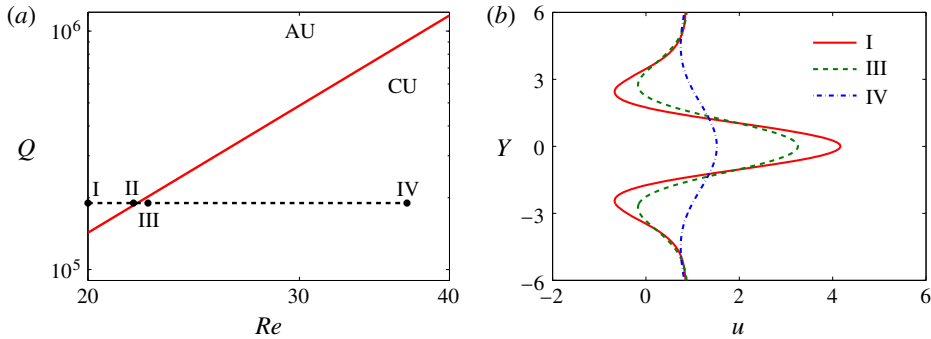 (a)
10^6
AU
CU
Q
I
II
III
IV
10^5
20
30
40
Re
(b)
6
3
Y
0
−3
−6
−2
0
2
4
6
u
I
III
IV